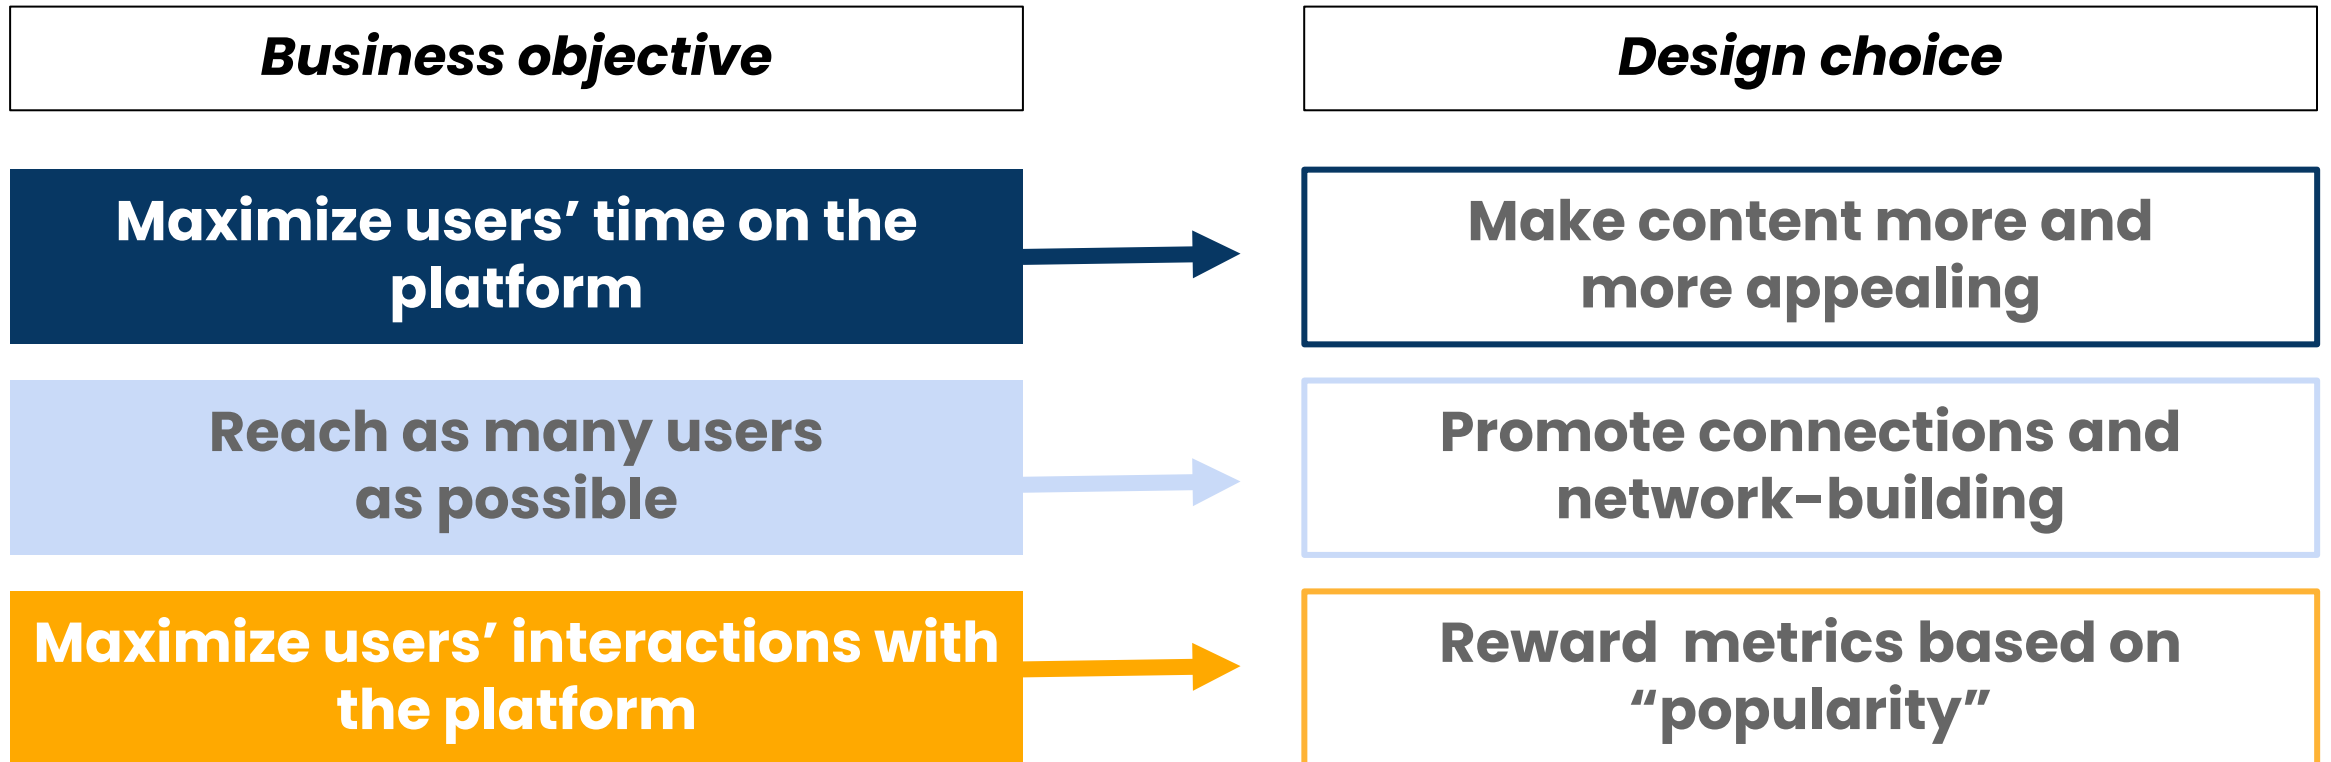 Business objective
Design choice
Maximize users’ time on the
platform
Make content more and
more appealing
Reach as many users
as possible
Promote connections and
network-building
Maximize users’ interactions with
the platform
Reward  metrics based on
“popularity”